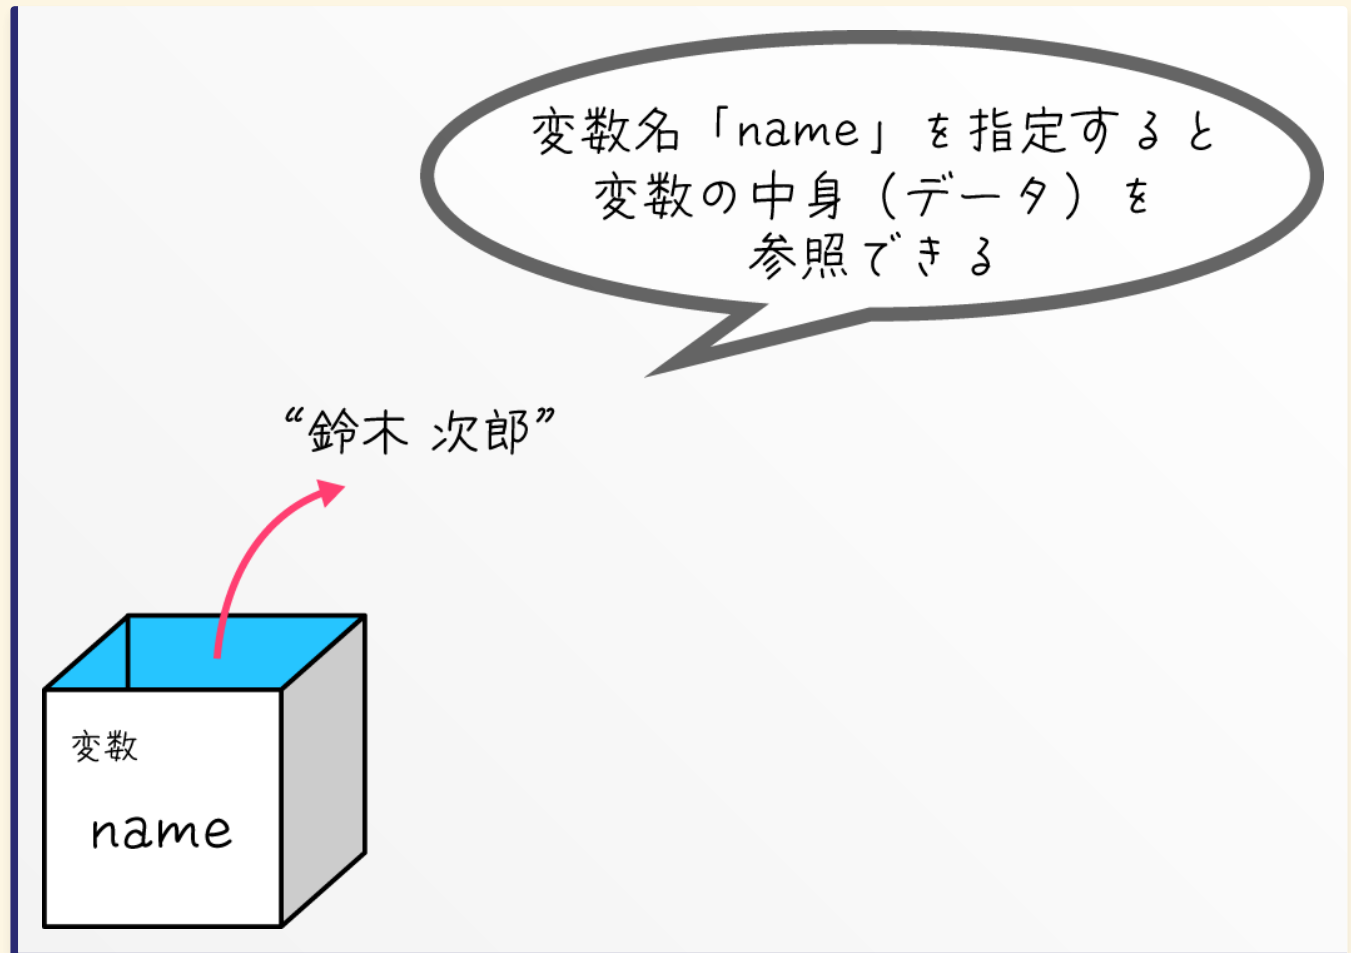 変数名「name」を指定すると
変数の中身（データ）を
参照できる
“鈴木 次郎”
変数
name